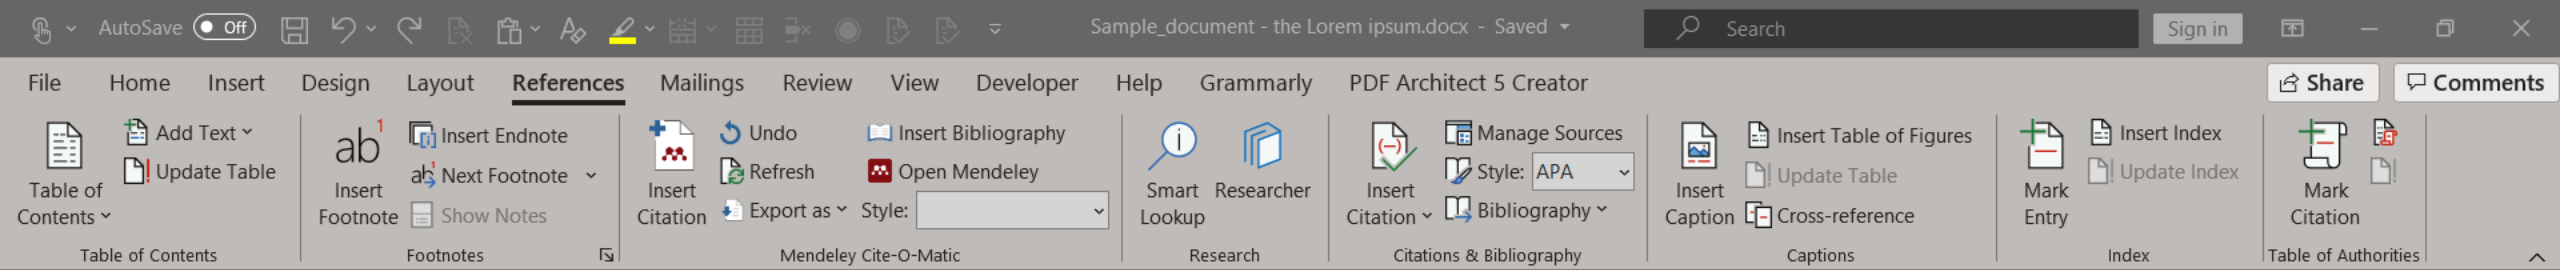 AutoSave Off Sample_document - the Lorem ipsum.docx - Saved Search Sign in
File Home Insert Design Layout References Mailings Review View Developer Help Grammarly PDF Architect 5 Creator Share Comments
Table of
Contents
Add Text
Update Table
Table of Contents
ab1
Insert
Footnote
Insert Endnote
Next Footnote
Show Notes
Footnotes
Insert
Citation
Undo
Refresh
Export as
Insert Bibliography
Open Mendeley
Style:
Mendeley Cite-O-Matic
Smart
Lookup
Researcher
Research
Insert
Citation
Manage Sources
Style: APA
Bibliography
Citations & Bibliography
Insert
Caption
Insert Table of Figures
Update Table
Cross-reference
Captions
Mark
Entry
Insert Index
Update Index
Index
Mark
Citation
Table of Authorities